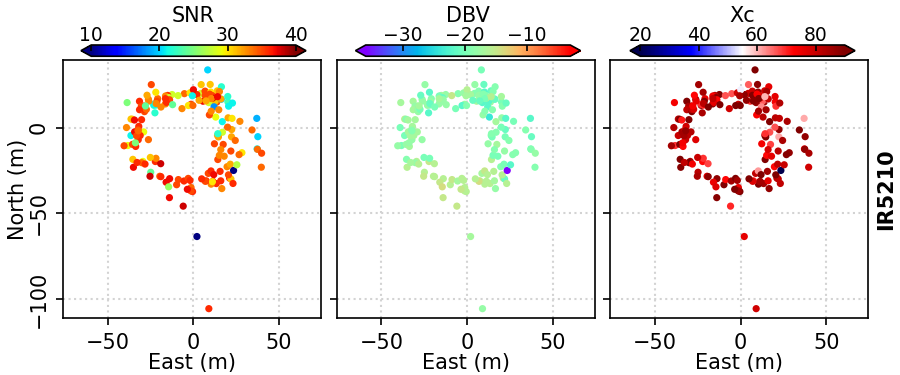 SNR DBV Xc
10 20 30 40 −30 −20 −10 20 40 60 80
North (m)
0
−50
−100
IR5210
−50 0 50 −50 0 50 −50 0 50
East (m) East (m) East (m)